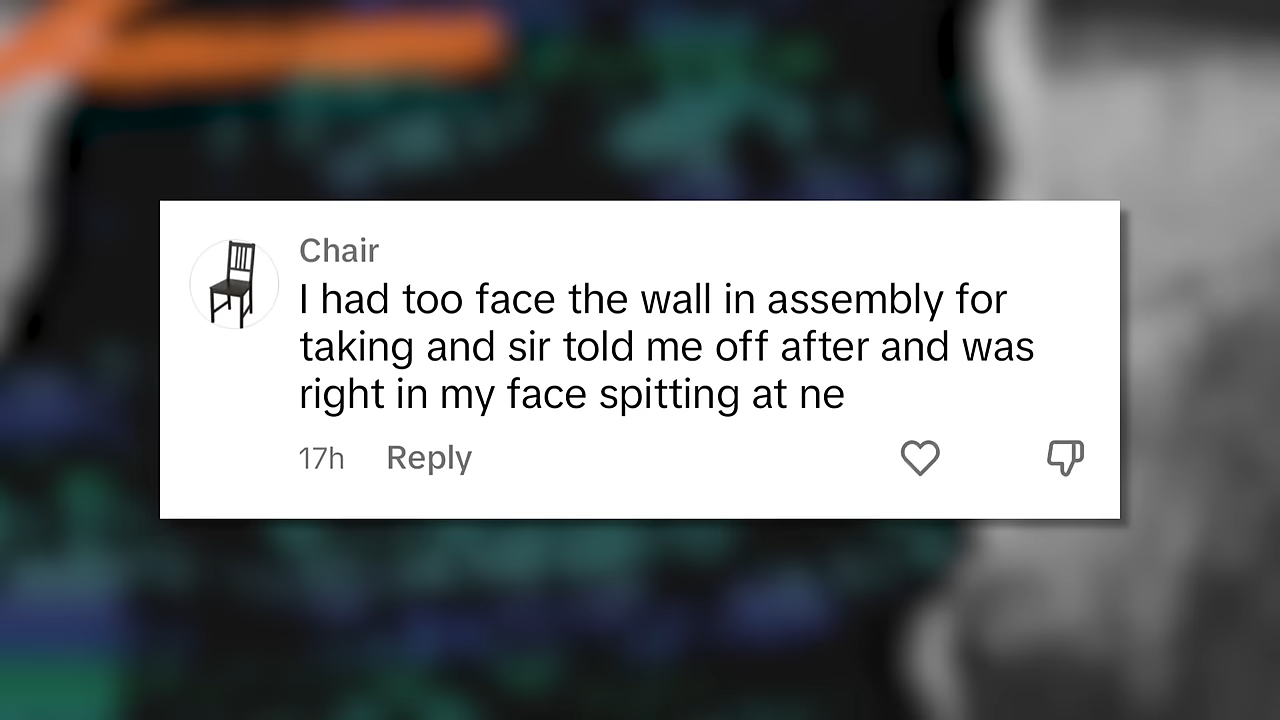 Chair
I had too face the wall in assembly for
taking and sir told me off after and was
right in my face spitting at ne
17h Reply